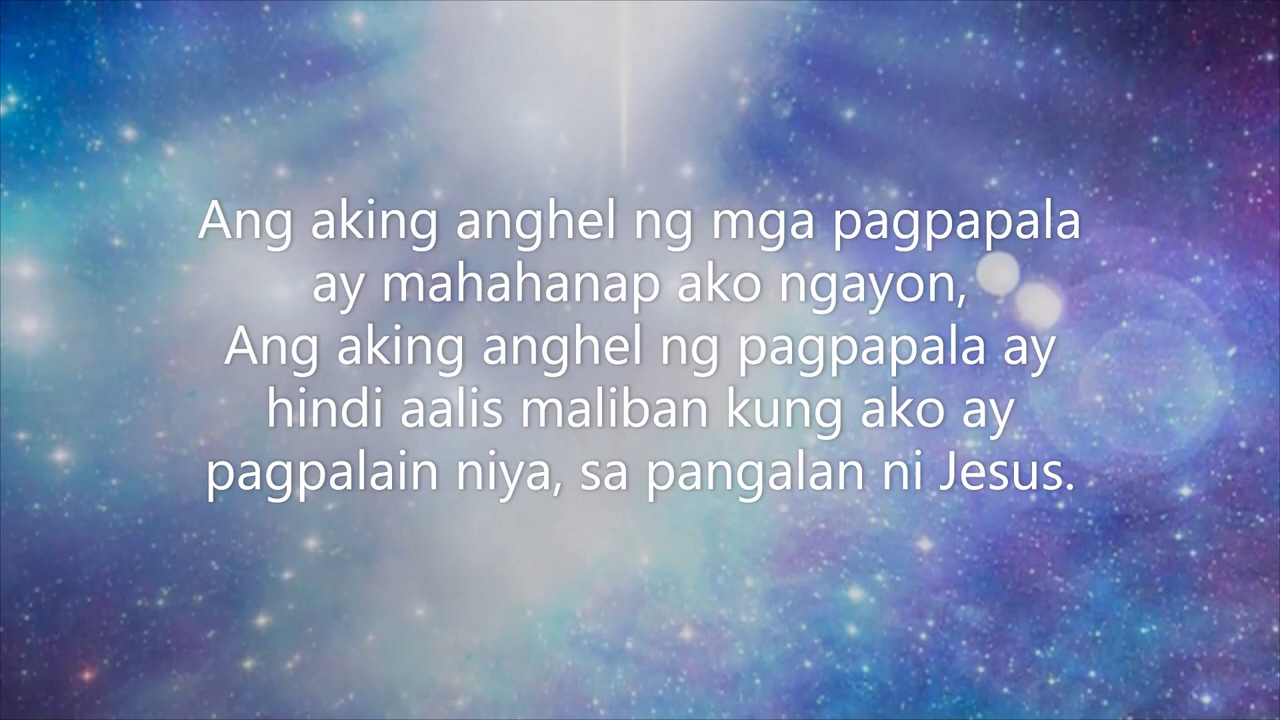 Ang aking anghel ng mga pagpapala
ay mahahanap ako ngayon,
Ang aking anghel ng pagpapala ay
hindi aalis maliban kung ako ay
pagpalain niya, sa pangalan ni Jesus.